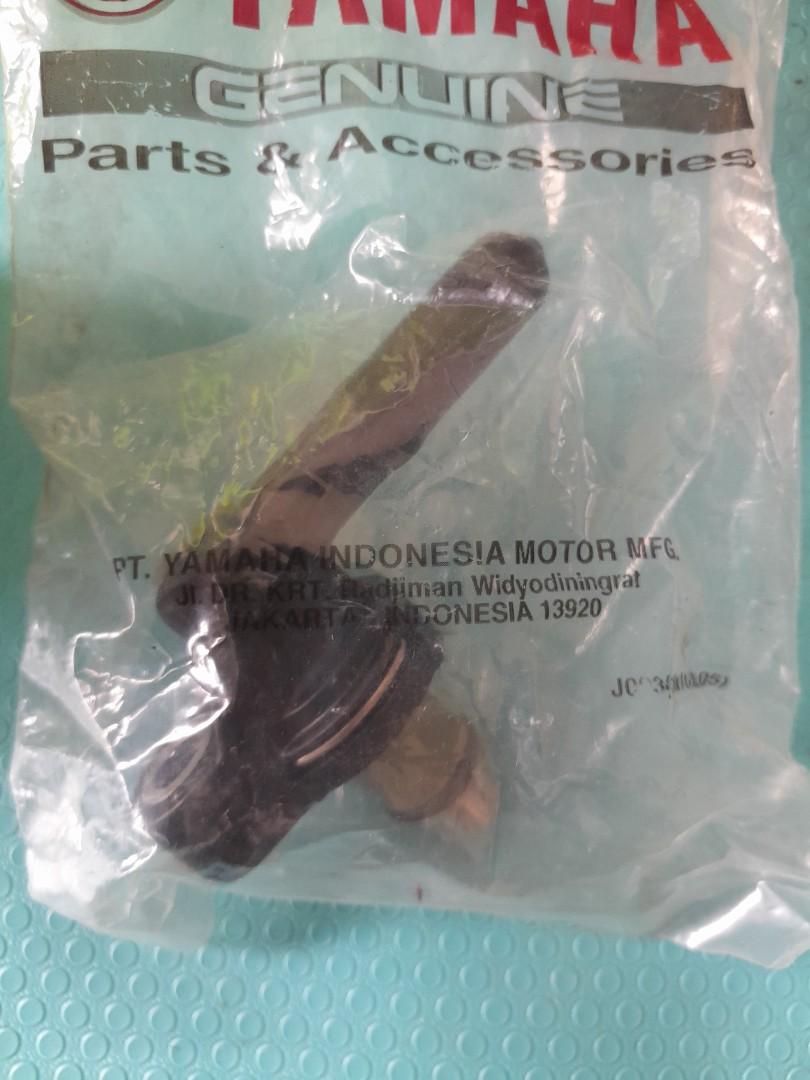 YAMAHA
GENUINE
Parts & Accessories
PT. YAMAHA INDONESIA MOTOR MFG.
Jl. DR. KRT. Radjiman Widyodiningrat
JAKARTA - INDONESIA 13920